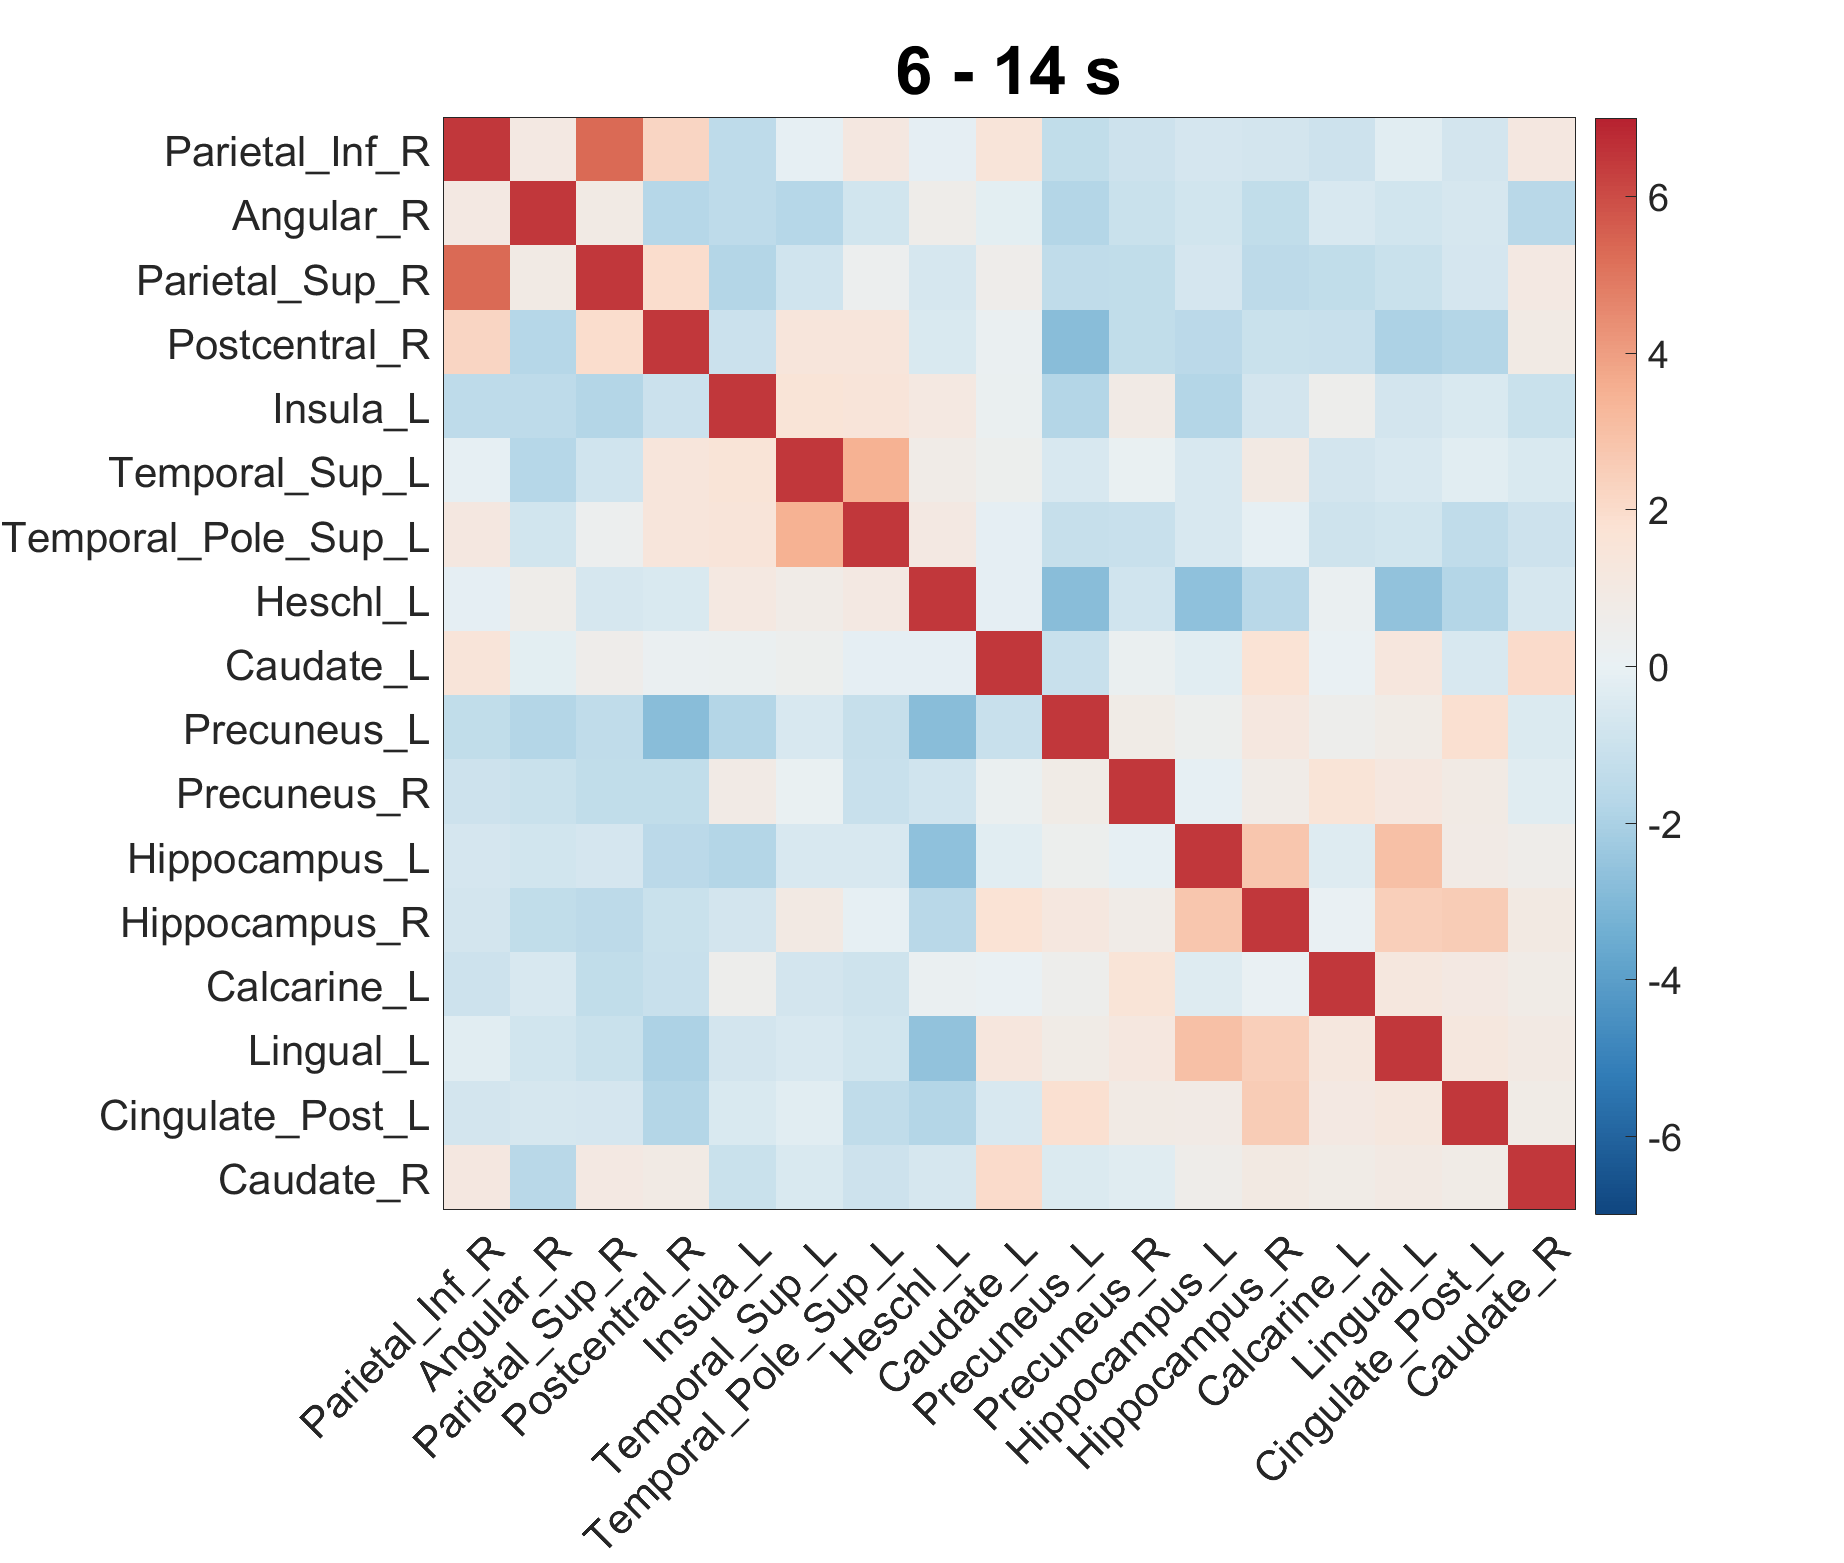 6 - 14 s
Parietal_Inf_R
Angular_R
Parietal_Sup_R
Postcentral_R
Insula_L
Temporal_Sup_L
Temporal_Pole_Sup_L
Heschl_L
Caudate_L
Precuneus_L
Precuneus_R
Hippocampus_L
Hippocampus_R
Calcarine_L
Lingual_L
Cingulate_Post_L
Caudate_R
6
4
2
0
-2
-4
-6
Parietal_Inf_R
Angular_R
Parietal_Sup_R
Postcentral_R
Insula_L
Temporal_Sup_L
Temporal_Pole_Sup_L
Heschl_L
Caudate_L
Precuneus_L
Precuneus_R
Hippocampus_L
Hippocampus_R
Calcarine_L
Lingual_L
Cingulate_Post_L
Caudate_R